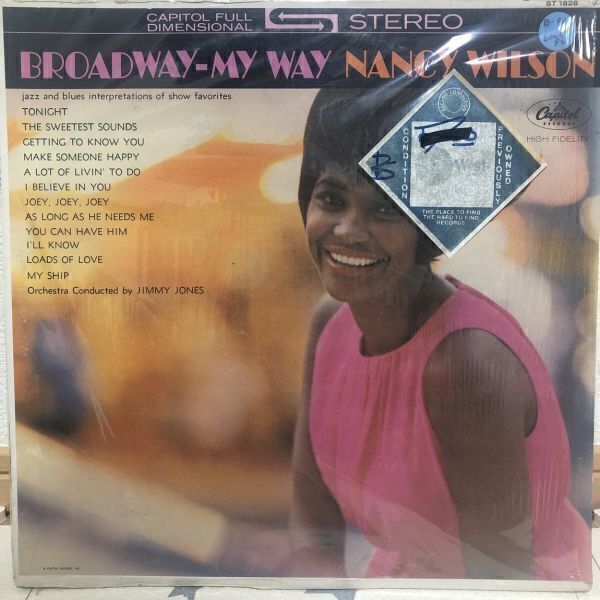 ST 1828
CAPITOL FULL
DIMENSIONAL
STEREO
BROADWAY-MY WAY NANCY WILSON
jazz and blues interpretations of show favorites
TONIGHT
THE SWEETEST SOUNDS
GETTING TO KNOW YOU
MAKE SOMEONE HAPPY
A LOT OF LIVIN' TO DO
I BELIEVE IN YOU
JOEY, JOEY, JOEY
AS LONG AS HE NEEDS ME
YOU CAN HAVE HIM
I'LL KNOW
LOADS OF LOVE
MY SHIP
Orchestra Conducted by JIMMY JONES
Capitol
RECORDS
HIGH FIDELITY
CONDITION
B
PREVIOUSLY
OWNED
THE PLACE TO FIND
THE HARD TO FIND
RECORDS
© CAPITOL RECORDS, INC.